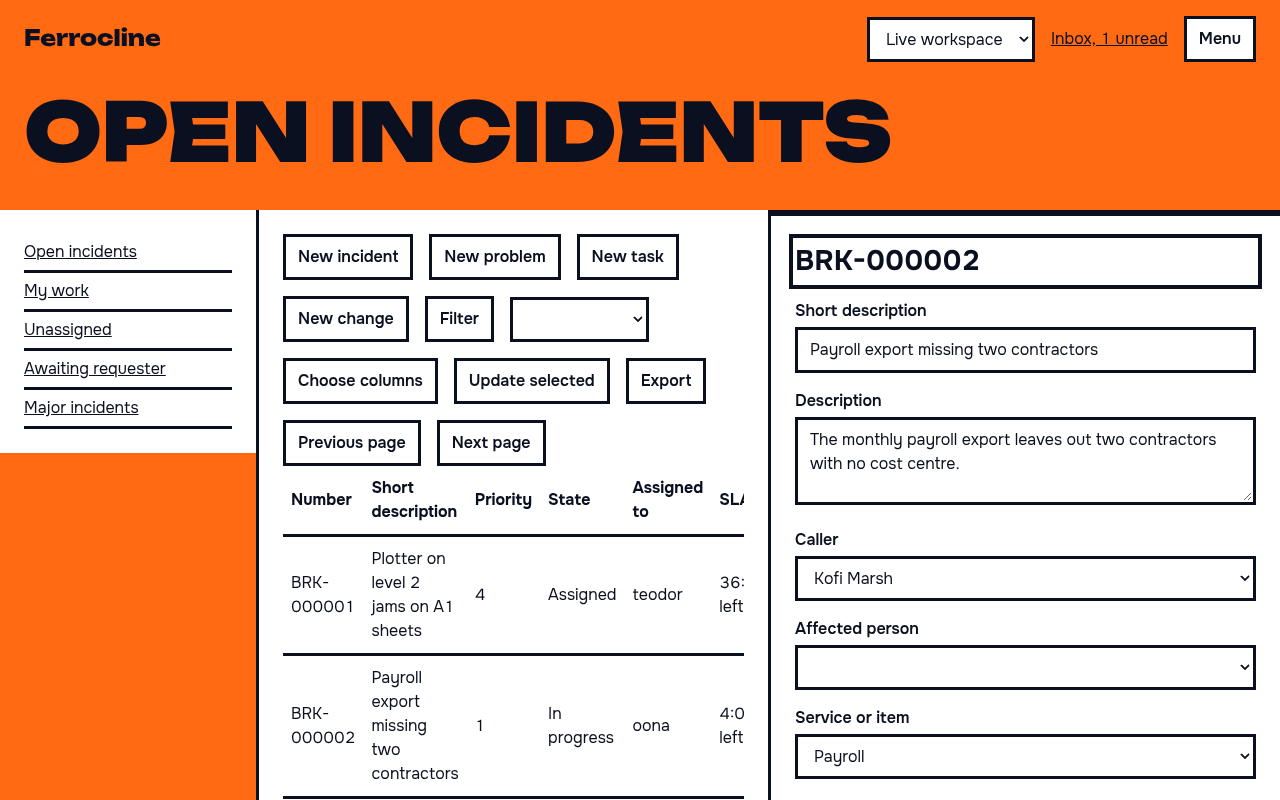 Ferrocline
Live workspace
Inbox, 1 unread
Menu
OPEN INCIDENTS
Open incidents
My work
Unassigned
Awaiting requester
Major incidents
New incident
New problem
New task
New change
Filter
Choose columns
Update selected
Export
Previous page
Next page
Number
Short
description
Priority
State
Assigned
to
BRK-
000001
Plotter on
level 2
jams on A1
sheets
4
Assigned
teodor
left
BRK-
000002
Payroll
export
missing
two
contractors
1
In
progress
oona
left
BRK-000002
Short description
Payroll export missing two contractors
Description
The monthly payroll export leaves out two contractors
with no cost centre.
Caller
Kofi Marsh
Affected person
Service or item
Payroll